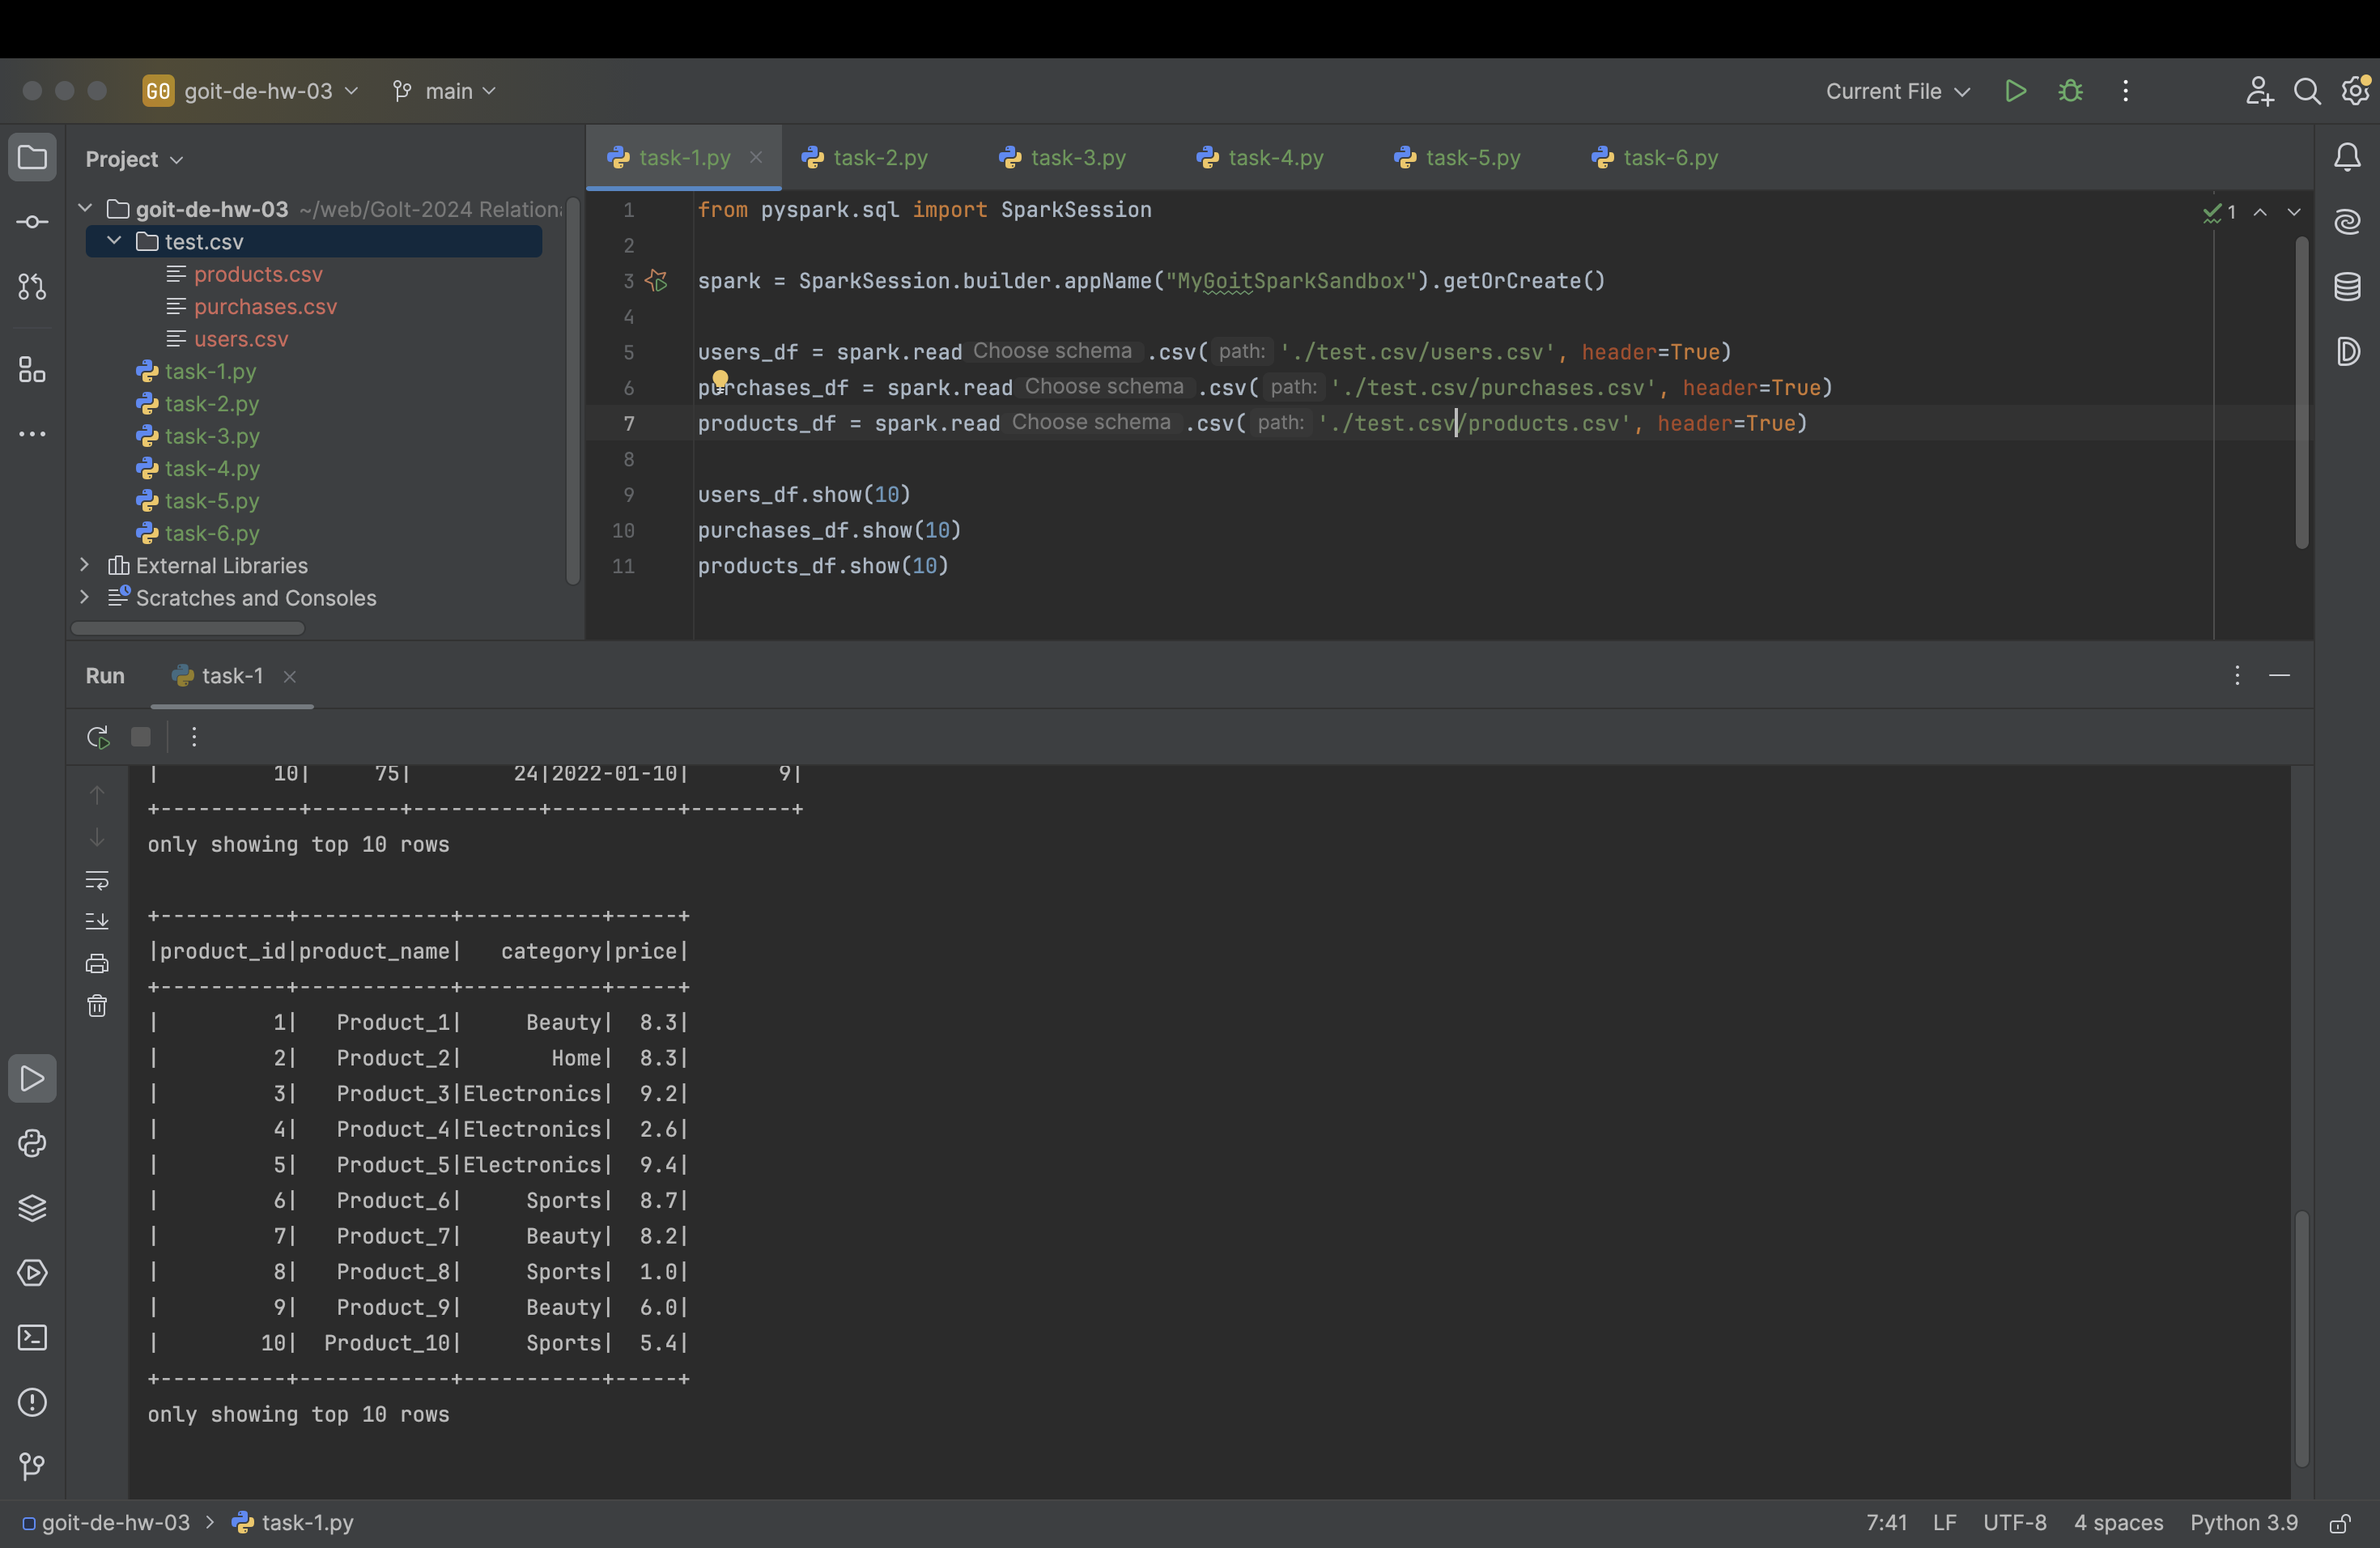 GO goit-de-hw-03 main Current File
Project
task-1.py task-2.py task-3.py task-4.py task-5.py task-6.py
goit-de-hw-03 ~/web/GoIt-2024 Relation
test.csv
products.csv
purchases.csv
users.csv
task-1.py
task-2.py
task-3.py
task-4.py
task-5.py
task-6.py
External Libraries
Scratches and Consoles
1 from pyspark.sql import SparkSession
2
3 spark = SparkSession.builder.appName("MyGoitSparkSandbox").getOrCreate()
4
5 users_df = spark.read Choose schema .csv( path: './test.csv/users.csv', header=True)
6 purchases_df = spark.read Choose schema .csv( path: './test.csv/purchases.csv', header=True)
7 products_df = spark.read Choose schema .csv( path: './test.csv/products.csv', header=True)
8
9 users_df.show(10)
10 purchases_df.show(10)
11 products_df.show(10)
1
Run task-1
|         10|     75|        24|2022-01-10|       9|
+-----------+-------+----------+----------+--------+
only showing top 10 rows
+----------+------------+-----------+-----+
|product_id|product_name|   category|price|
+----------+------------+-----------+-----+
|         1|   Product_1|     Beauty|  8.3|
|         2|   Product_2|       Home|  8.3|
|         3|   Product_3|Electronics|  9.2|
|         4|   Product_4|Electronics|  2.6|
|         5|   Product_5|Electronics|  9.4|
|         6|   Product_6|     Sports|  8.7|
|         7|   Product_7|     Beauty|  8.2|
|         8|   Product_8|     Sports|  1.0|
|         9|   Product_9|     Beauty|  6.0|
|        10|  Product_10|     Sports|  5.4|
+----------+------------+-----------+-----+
only showing top 10 rows
goit-de-hw-03 > task-1.py 7:41 LF UTF-8 4 spaces Python 3.9